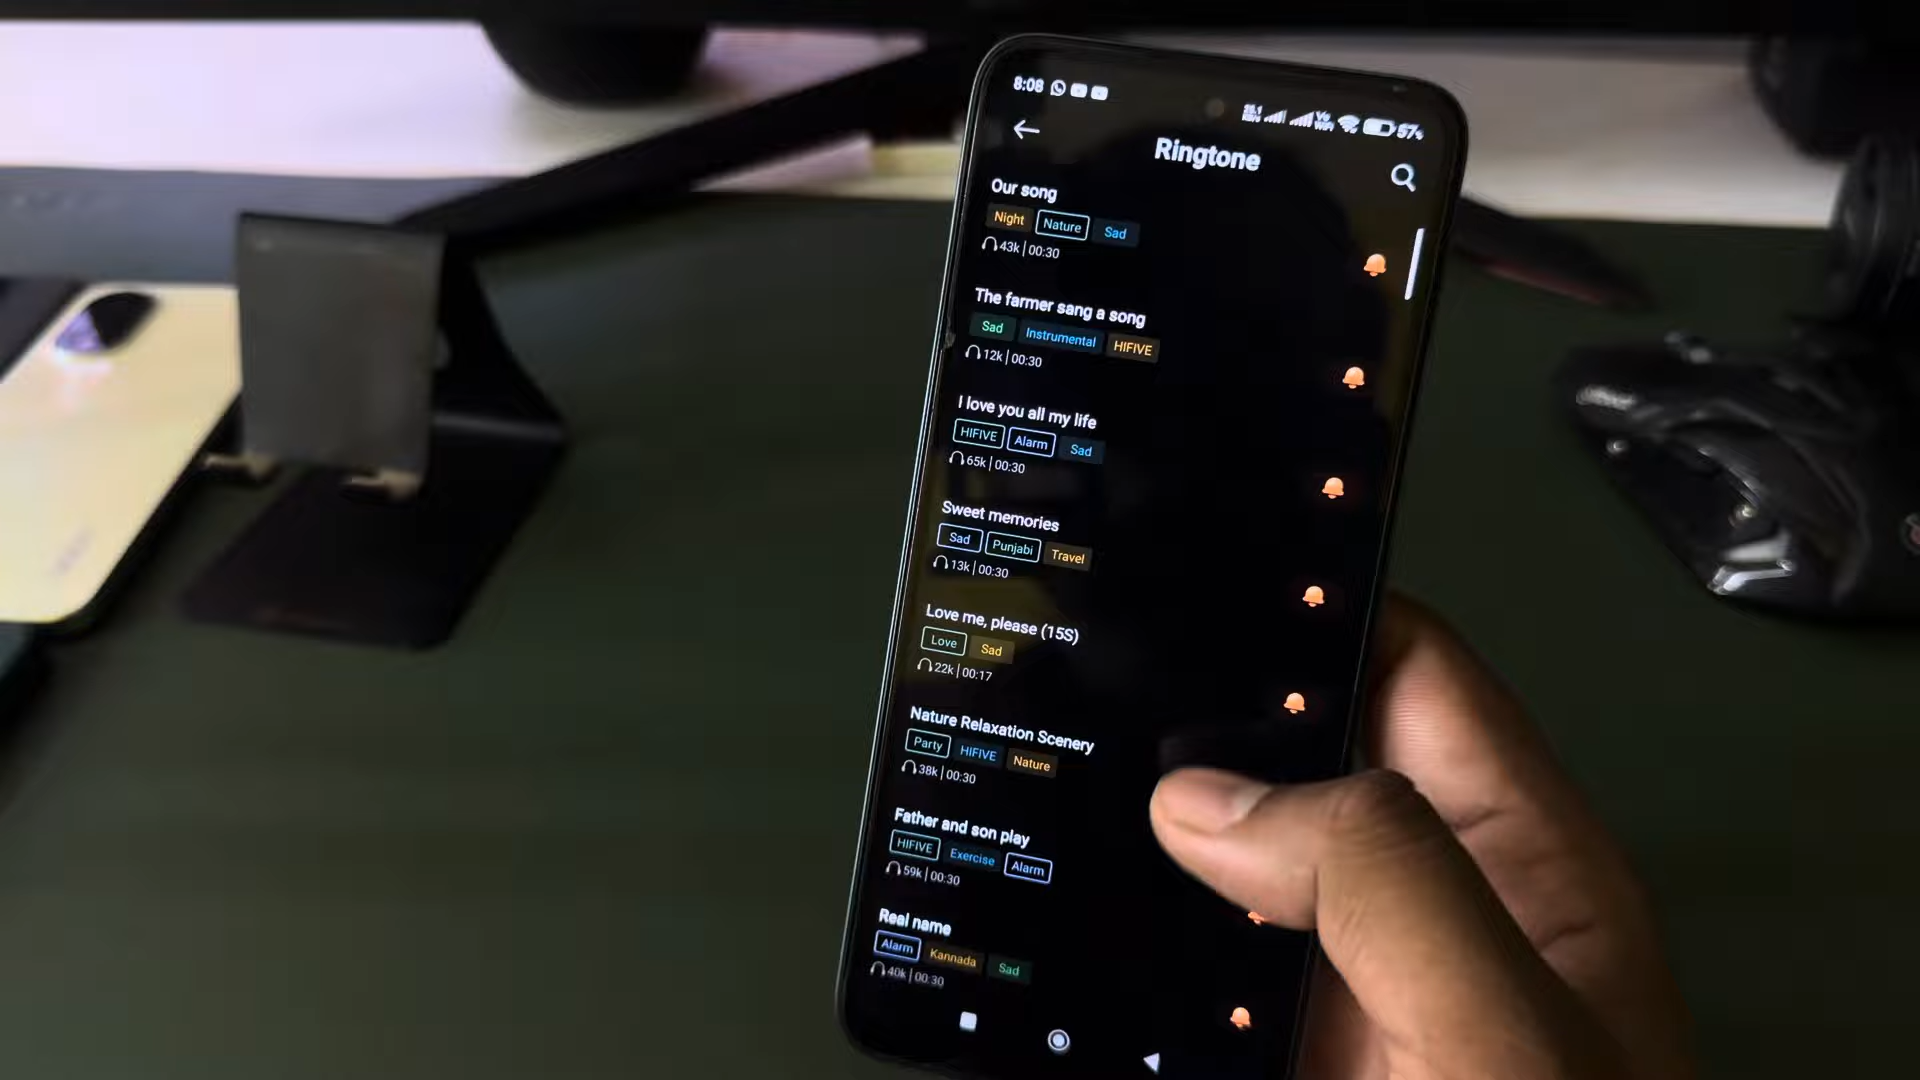 8:08 57%
Ringtone
Our song
Night Nature Sad
43k | 00:30
The farmer sang a song
Sad Instrumental HIFIVE
12k | 00:30
I love you all my life
HIFIVE Alarm Sad
65k | 00:30
Sweet memories
Sad Punjabi Travel
13k | 00:30
Love me, please (15S)
Love Sad
22k | 00:17
Nature Relaxation Scenery
Party HIFIVE Nature
38k | 00:30
Father and son play
HIFIVE Exercise Alarm
59k | 00:30
Real name
Alarm Kannada Sad
40k | 00:30